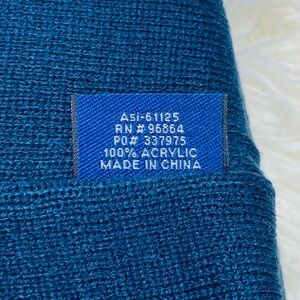 Asi-61125
RN # 96864
PO# 337975
100% ACRYLIC
MADE IN CHINA